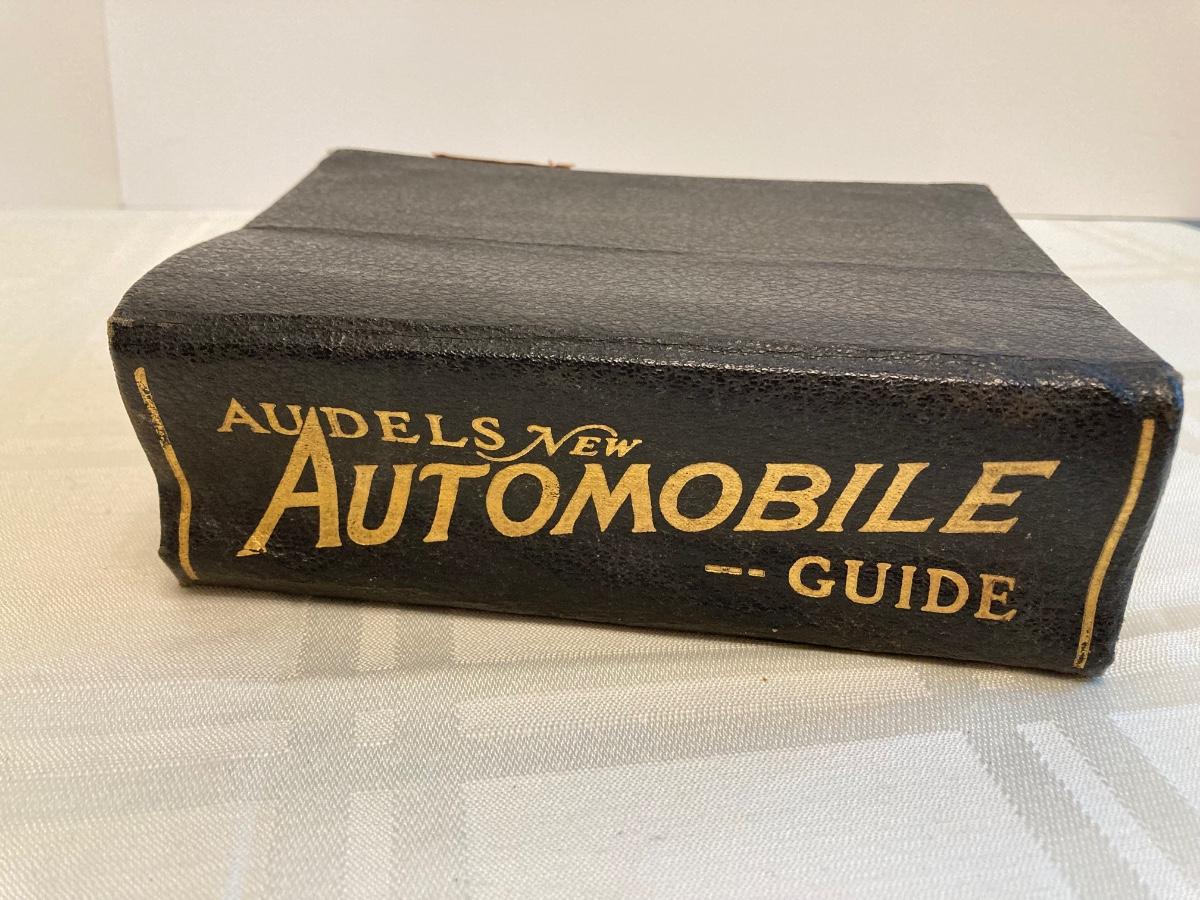 AUDELS NEW
AUTOMOBILE
--- GUIDE